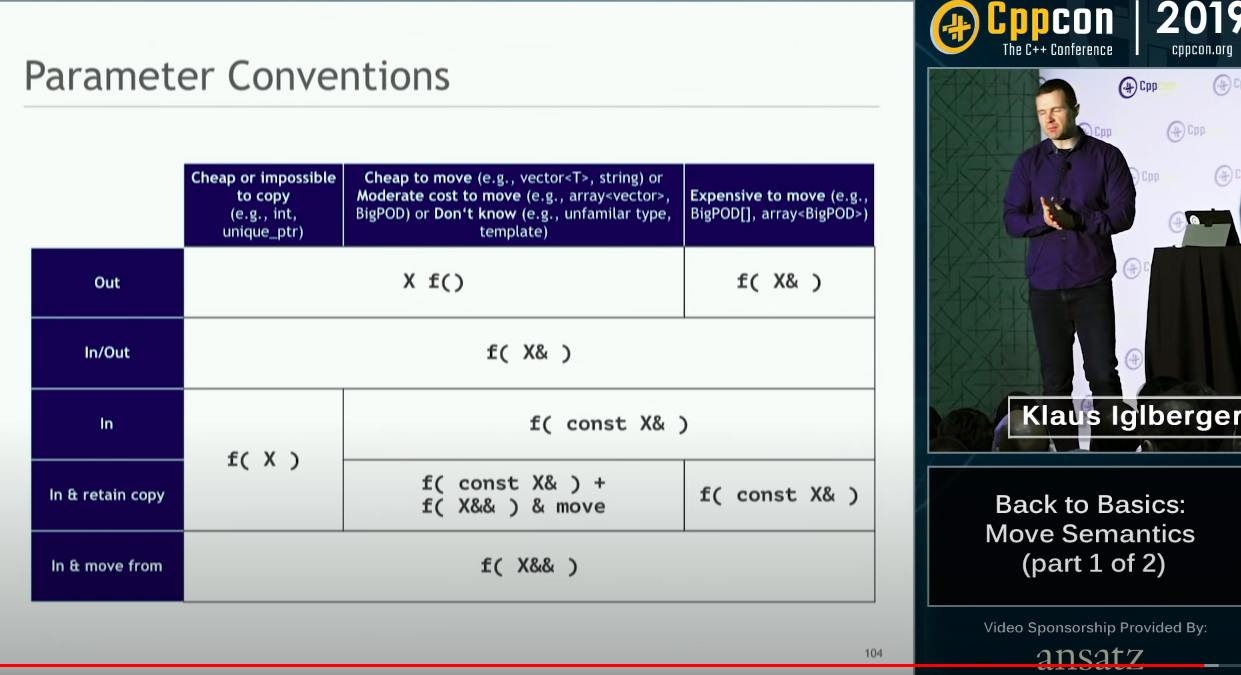 Parameter Conventions
Cheap or impossible
to copy
(e.g., int,
unique_ptr)
Cheap to move (e.g., vector<T>, string) or
Moderate cost to move (e.g., array<vector>,
BigPOD) or Don't know (e.g., unfamilar type,
template)
Expensive to move (e.g.,
BigPOD[], array<BigPOD>)
Out
X f()
f( X& )
In/Out
f( X& )
In
f( X )
f( const X& )
In & retain copy
f( const X& ) +
f( X&& ) & move
f( const X& )
In & move from
f( X&& )
104
Cppcon
The C++ Conference
2019
cppcon.org
Cpp
Cpp
Cpp
Cpp
Klaus Iglberger
Back to Basics:
Move Semantics
(part 1 of 2)
Video Sponsorship Provided By:
ansatz